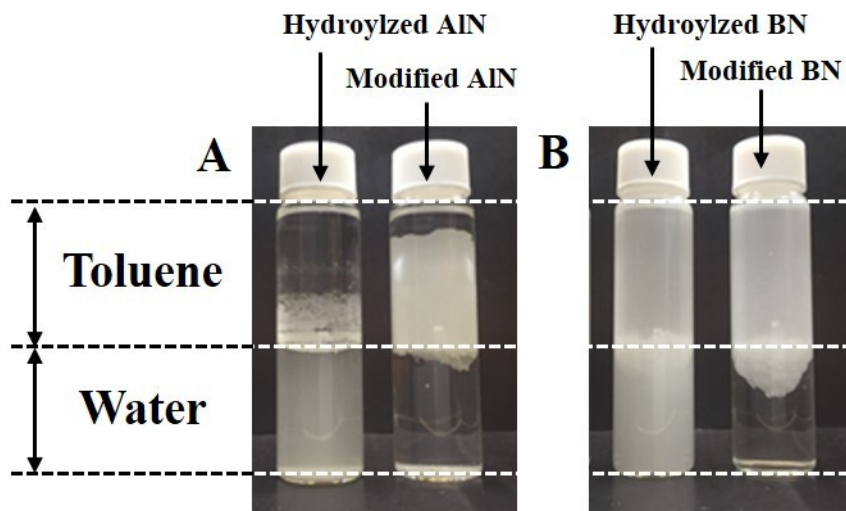 Hydroylzed AlN
Modified AlN
Hydroylzed BN
Modified BN
A
B
Toluene
Water